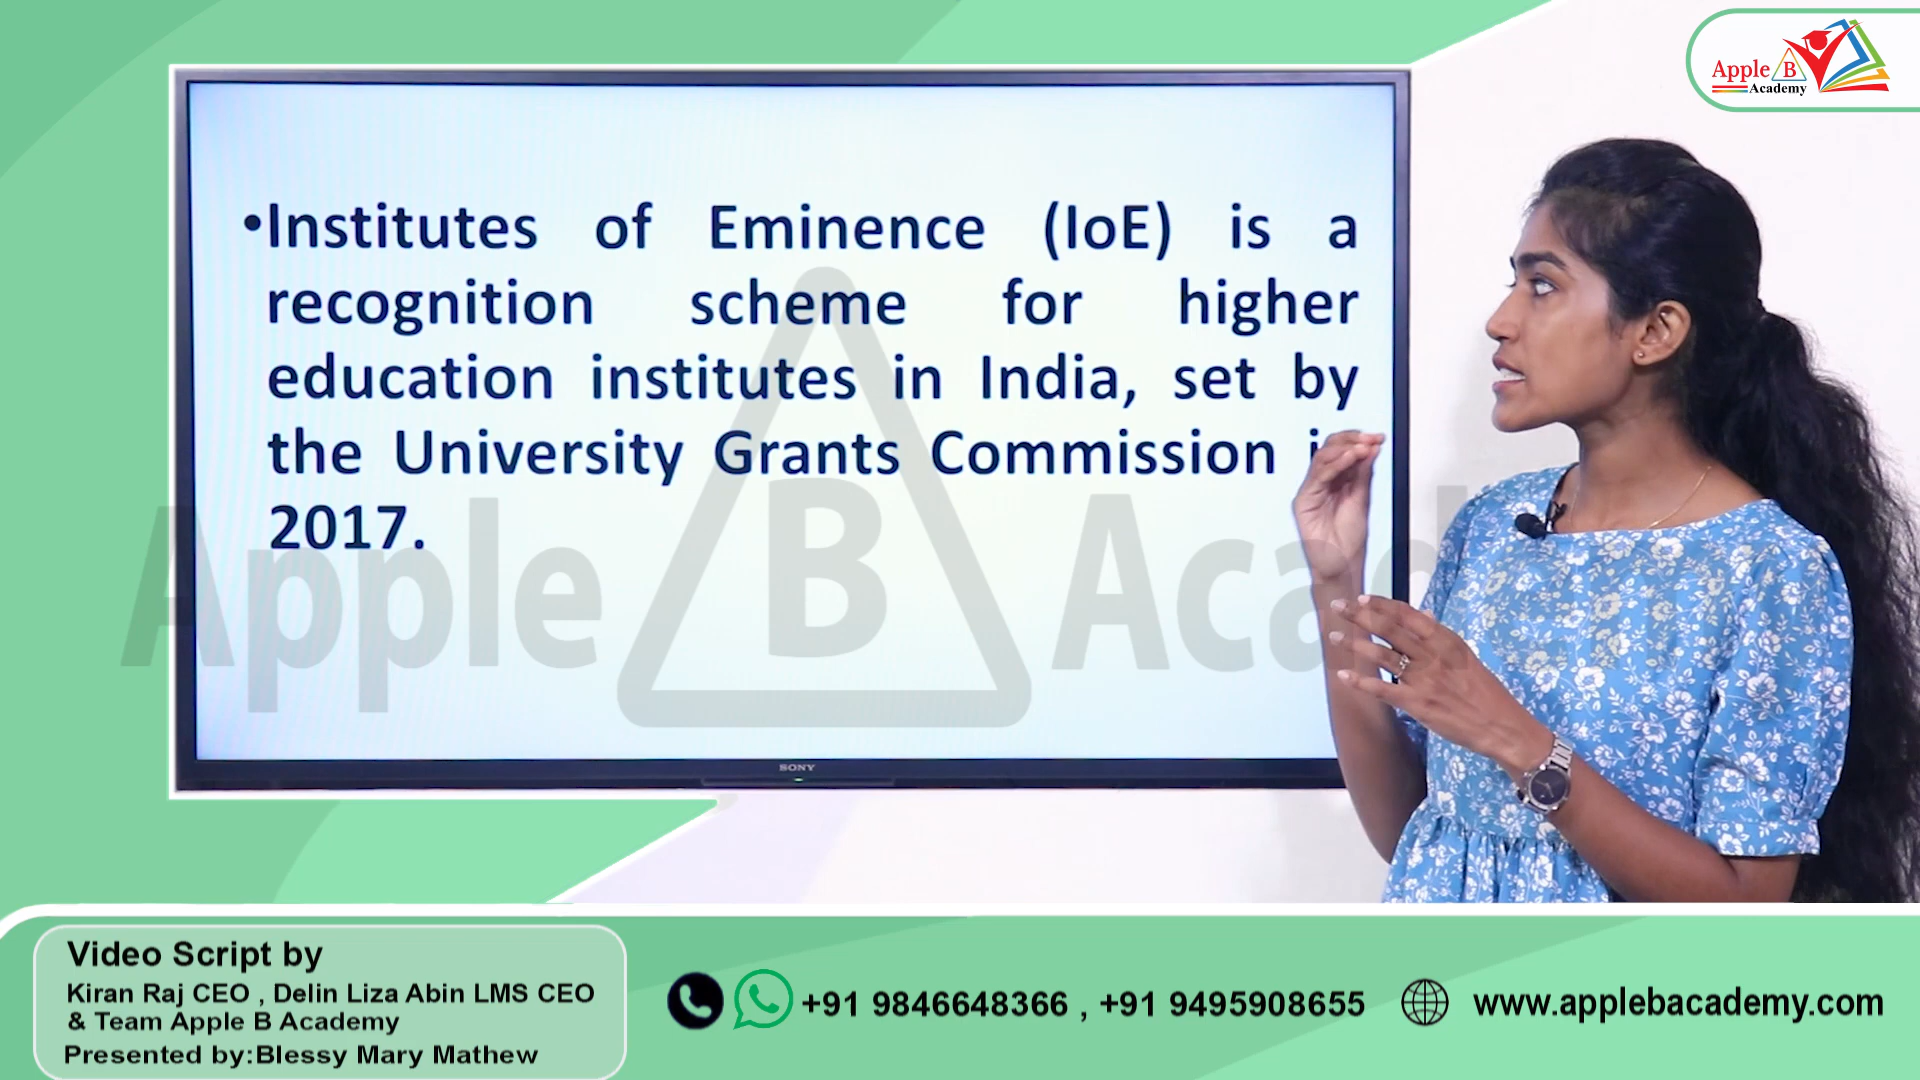 Apple B
Academy
•Institutes of Eminence (IoE) is a
recognition scheme for higher
education institutes in India, set by
the University Grants Commission
2017.
Apple B Acad
SONY
Video Script by
Kiran Raj CEO , Delin Liza Abin LMS CEO
& Team Apple B Academy
Presented by:Blessy Mary Mathew
+91 9846648366 , +91 9495908655
www.applebacademy.com